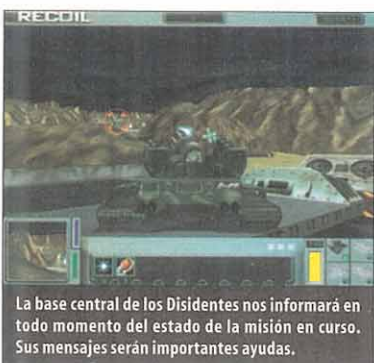 RECOIL
La base central de los Disidentes nos informará en
todo momento del estado de la misión en curso.
Sus mensajes serán importantes ayudas.